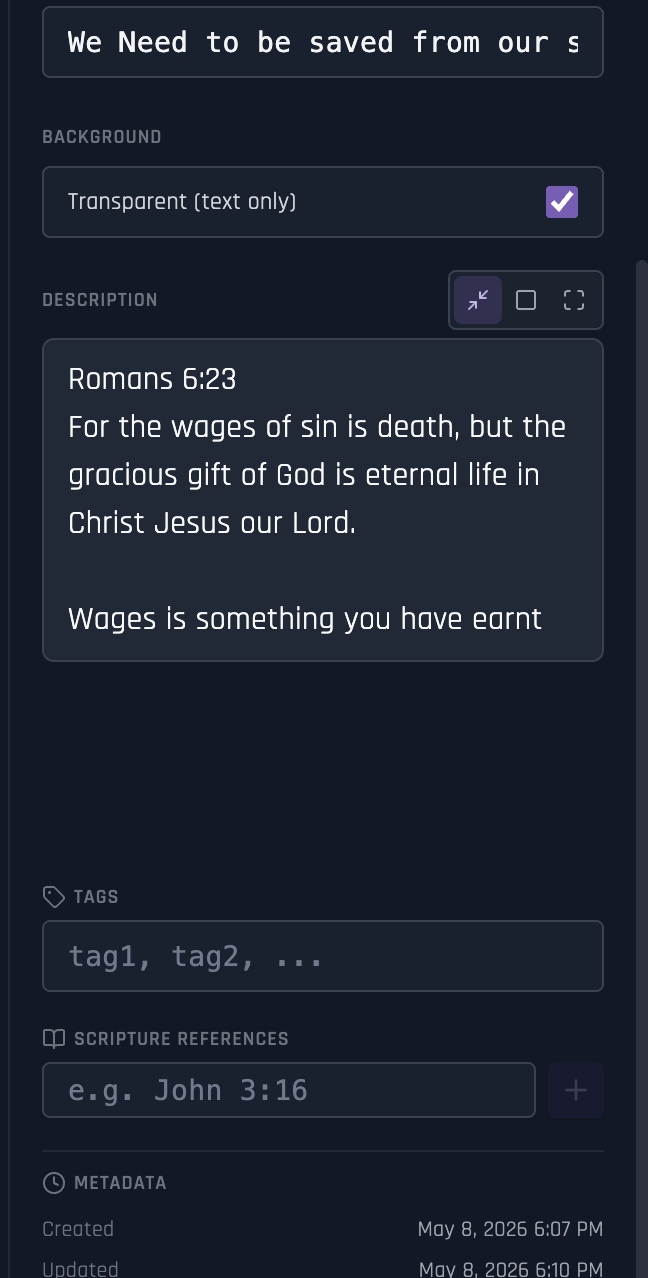 We Need to be saved from our s
BACKGROUND
Transparent (text only)
DESCRIPTION
Romans 6:23
For the wages of sin is death, but the
gracious gift of God is eternal life in
Christ Jesus our Lord.
Wages is something you have earnt
TAGS
tag1, tag2, ...
SCRIPTURE REFERENCES
e.g. John 3:16
METADATA
Created May 8, 2026 6:07 PM
Updated May 8, 2026 6:10 PM